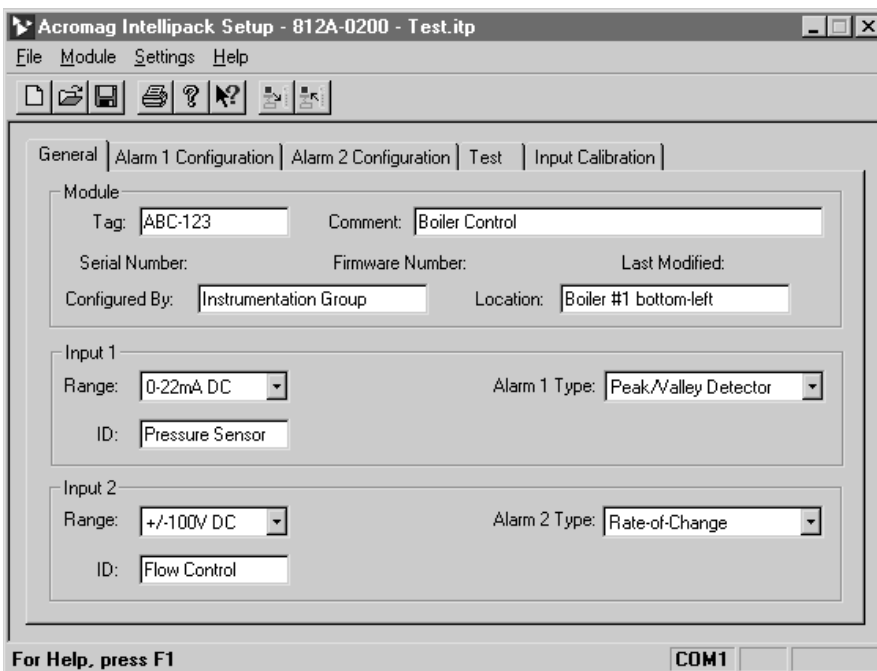 Acromag Intellipack Setup - 812A-0200 - Test.itp
File Module Settings Help
General Alarm 1 Configuration Alarm 2 Configuration Test Input Calibration
Module
Tag: ABC-123 Comment: Boiler Control
Serial Number: Firmware Number: Last Modified:
Configured By: Instrumentation Group Location: Boiler #1 bottom-left
Input 1
Range: 0-22mA DC Alarm 1 Type: Peak/Valley Detector
ID: Pressure Sensor
Input 2
Range: +/-100V DC Alarm 2 Type: Rate-of-Change
ID: Flow Control
For Help, press F1 COM1